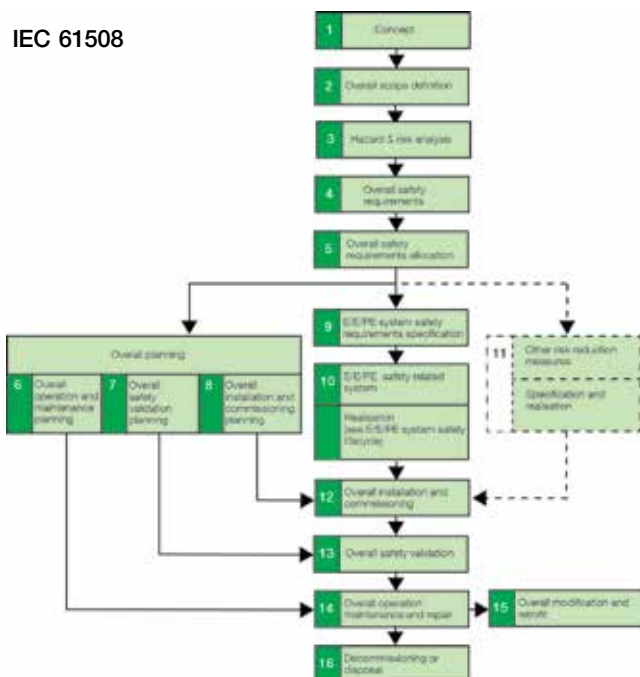 IEC 61508
1
Concept
2
Overall scope definition
3
Hazard & risk analysis
4
Overall safety
requirements
5
Overall safety
requirements allocation
9
E/E/PE system safety
requirements specification
Overall planning
6
Overall
operation and
maintenance
planning
7
Overall
safety
validation
planning
8
Overall
installation and
commissioning
planning
10
E/E/PE safety related
system
Realisation
(see E/E/PE system safety
lifecycle)
11
Other risk reduction
measures
Specification and
realisation
12
Overall installation and
commissioning
13
Overall safety validation
14
Overall operation
maintenance and repair
15
Overall modification and
retrofit
16
Decommissioning or
disposal